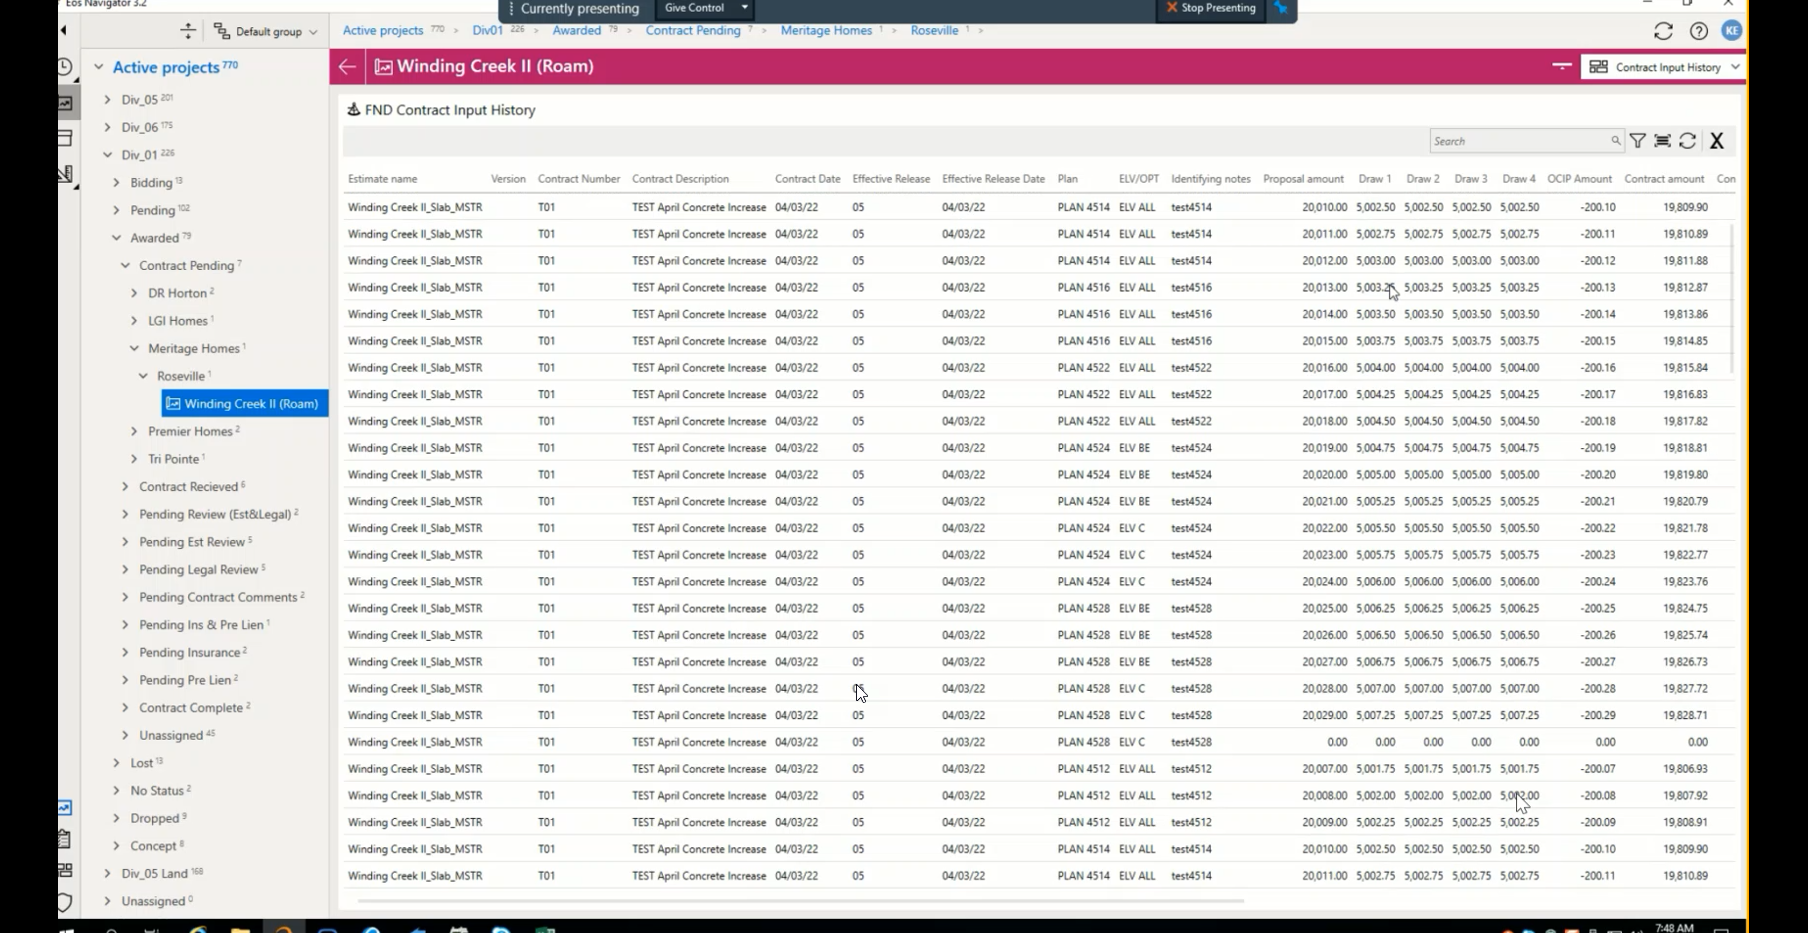 Eos Navigator 3.2
Currently presenting Give Control Stop Presenting
Default group Active projects 770 > Div01 226 > Awarded 79 > Contract Pending 7 > Meritage Homes 1 > Roseville 1 > KE
Active projects 770
Winding Creek II (Roam) Contract Input History
Div_05 201
Div_06 175
Div_01 226
Bidding 13
Pending 102
Awarded 79
Contract Pending 7
DR Horton 2
LGI Homes 1
Meritage Homes 1
Roseville 1
Winding Creek II (Roam)
Premier Homes 2
Tri Pointe 1
Contract Recieved 6
Pending Review (Est&Legal) 2
Pending Est Review 5
Pending Legal Review 5
Pending Contract Comments 2
Pending Ins & Pre Lien 1
Pending Insurance 2
Pending Pre Lien 2
Contract Complete 2
Unassigned 45
Lost 13
No Status 2
Dropped 9
Concept 8
Div_05 Land 168
Unassigned 0
FND Contract Input History
Search X
Estimate name Version Contract Number Contract Description Contract Date Effective Release Effective Release Date Plan ELV/OPT Identifying notes Proposal amount Draw 1 Draw 2 Draw 3 Draw 4 OCIP Amount Contract amount Con
Winding Creek II_Slab_MSTR T01 TEST April Concrete Increase 04/03/22 05 04/03/22 PLAN 4514 ELV ALL test4514 20,010.00 5,002.50 5,002.50 5,002.50 5,002.50 -200.10 19,809.90
Winding Creek II_Slab_MSTR T01 TEST April Concrete Increase 04/03/22 05 04/03/22 PLAN 4514 ELV ALL test4514 20,011.00 5,002.75 5,002.75 5,002.75 5,002.75 -200.11 19,810.89
Winding Creek II_Slab_MSTR T01 TEST April Concrete Increase 04/03/22 05 04/03/22 PLAN 4514 ELV ALL test4514 20,012.00 5,003.00 5,003.00 5,003.00 5,003.00 -200.12 19,811.88
Winding Creek II_Slab_MSTR T01 TEST April Concrete Increase 04/03/22 05 04/03/22 PLAN 4516 ELV ALL test4516 20,013.00 5,003.25 5,003.25 5,003.25 5,003.25 -200.13 19,812.87
Winding Creek II_Slab_MSTR T01 TEST April Concrete Increase 04/03/22 05 04/03/22 PLAN 4516 ELV ALL test4516 20,014.00 5,003.50 5,003.50 5,003.50 5,003.50 -200.14 19,813.86
Winding Creek II_Slab_MSTR T01 TEST April Concrete Increase 04/03/22 05 04/03/22 PLAN 4516 ELV ALL test4516 20,015.00 5,003.75 5,003.75 5,003.75 5,003.75 -200.15 19,814.85
Winding Creek II_Slab_MSTR T01 TEST April Concrete Increase 04/03/22 05 04/03/22 PLAN 4522 ELV ALL test4522 20,016.00 5,004.00 5,004.00 5,004.00 5,004.00 -200.16 19,815.84
Winding Creek II_Slab_MSTR T01 TEST April Concrete Increase 04/03/22 05 04/03/22 PLAN 4522 ELV ALL test4522 20,017.00 5,004.25 5,004.25 5,004.25 5,004.25 -200.17 19,816.83
Winding Creek II_Slab_MSTR T01 TEST April Concrete Increase 04/03/22 05 04/03/22 PLAN 4522 ELV ALL test4522 20,018.00 5,004.50 5,004.50 5,004.50 5,004.50 -200.18 19,817.82
Winding Creek II_Slab_MSTR T01 TEST April Concrete Increase 04/03/22 05 04/03/22 PLAN 4524 ELV BE test4524 20,019.00 5,004.75 5,004.75 5,004.75 5,004.75 -200.19 19,818.81
Winding Creek II_Slab_MSTR T01 TEST April Concrete Increase 04/03/22 05 04/03/22 PLAN 4524 ELV BE test4524 20,020.00 5,005.00 5,005.00 5,005.00 5,005.00 -200.20 19,819.80
Winding Creek II_Slab_MSTR T01 TEST April Concrete Increase 04/03/22 05 04/03/22 PLAN 4524 ELV BE test4524 20,021.00 5,005.25 5,005.25 5,005.25 5,005.25 -200.21 19,820.79
Winding Creek II_Slab_MSTR T01 TEST April Concrete Increase 04/03/22 05 04/03/22 PLAN 4524 ELV C test4524 20,022.00 5,005.50 5,005.50 5,005.50 5,005.50 -200.22 19,821.78
Winding Creek II_Slab_MSTR T01 TEST April Concrete Increase 04/03/22 05 04/03/22 PLAN 4524 ELV C test4524 20,023.00 5,005.75 5,005.75 5,005.75 5,005.75 -200.23 19,822.77
Winding Creek II_Slab_MSTR T01 TEST April Concrete Increase 04/03/22 05 04/03/22 PLAN 4524 ELV C test4524 20,024.00 5,006.00 5,006.00 5,006.00 5,006.00 -200.24 19,823.76
Winding Creek II_Slab_MSTR T01 TEST April Concrete Increase 04/03/22 05 04/03/22 PLAN 4528 ELV BE test4528 20,025.00 5,006.25 5,006.25 5,006.25 5,006.25 -200.25 19,824.75
Winding Creek II_Slab_MSTR T01 TEST April Concrete Increase 04/03/22 05 04/03/22 PLAN 4528 ELV BE test4528 20,026.00 5,006.50 5,006.50 5,006.50 5,006.50 -200.26 19,825.74
Winding Creek II_Slab_MSTR T01 TEST April Concrete Increase 04/03/22 05 04/03/22 PLAN 4528 ELV BE test4528 20,027.00 5,006.75 5,006.75 5,006.75 5,006.75 -200.27 19,826.73
Winding Creek II_Slab_MSTR T01 TEST April Concrete Increase 04/03/22 05 04/03/22 PLAN 4528 ELV C test4528 20,028.00 5,007.00 5,007.00 5,007.00 5,007.00 -200.28 19,827.72
Winding Creek II_Slab_MSTR T01 TEST April Concrete Increase 04/03/22 05 04/03/22 PLAN 4528 ELV C test4528 20,029.00 5,007.25 5,007.25 5,007.25 5,007.25 -200.29 19,828.71
Winding Creek II_Slab_MSTR T01 TEST April Concrete Increase 04/03/22 05 04/03/22 PLAN 4528 ELV C test4528 0.00 0.00 0.00 0.00 0.00 0.00 0.00
Winding Creek II_Slab_MSTR T01 TEST April Concrete Increase 04/03/22 05 04/03/22 PLAN 4512 ELV ALL test4512 20,007.00 5,001.75 5,001.75 5,001.75 5,001.75 -200.07 19,806.93
Winding Creek II_Slab_MSTR T01 TEST April Concrete Increase 04/03/22 05 04/03/22 PLAN 4512 ELV ALL test4512 20,008.00 5,002.00 5,002.00 5,002.00 5,002.00 -200.08 19,807.92
Winding Creek II_Slab_MSTR T01 TEST April Concrete Increase 04/03/22 05 04/03/22 PLAN 4512 ELV ALL test4512 20,009.00 5,002.25 5,002.25 5,002.25 5,002.25 -200.09 19,808.91
Winding Creek II_Slab_MSTR T01 TEST April Concrete Increase 04/03/22 05 04/03/22 PLAN 4514 ELV ALL test4514 20,010.00 5,002.50 5,002.50 5,002.50 5,002.50 -200.10 19,809.90
Winding Creek II_Slab_MSTR T01 TEST April Concrete Increase 04/03/22 05 04/03/22 PLAN 4514 ELV ALL test4514 20,011.00 5,002.75 5,002.75 5,002.75 5,002.75 -200.11 19,810.89
7:48 AM